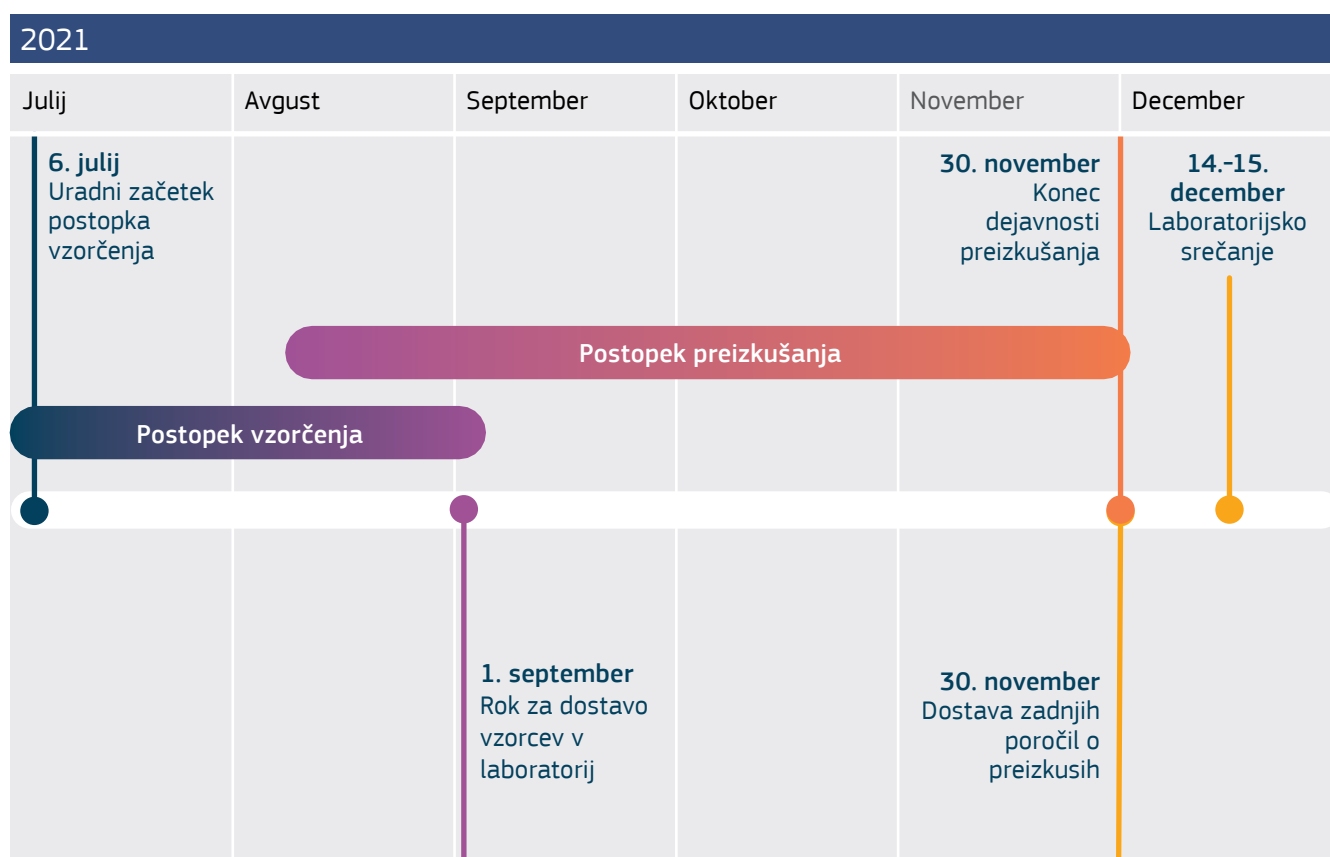 2021
Julij
Avgust
September
Oktober
November
December
6. julij
Uradni začetek
postopka
vzorčenja
30. november
Konec
dejavnosti
preizkušanja
14.-15.
december
Laboratorijsko
srečanje
Postopek preizkušanja
Postopek vzorčenja
1. september
Rok za dostavo
vzorcev v
laboratorij
30. november
Dostava zadnjih
poročil o
preizkusih